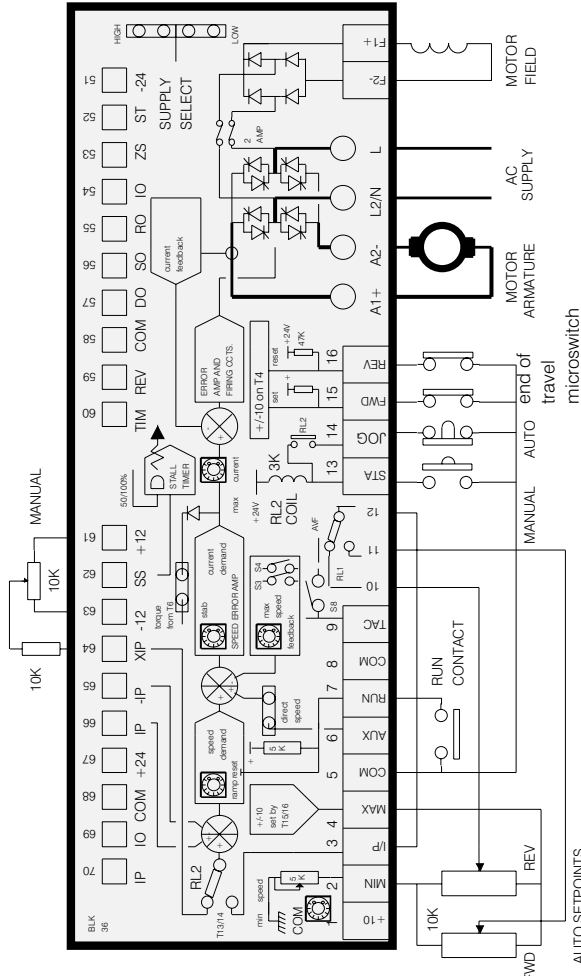 MANUAL
10K
10K
BLK
36
70 69 68 67 66 65 64 63 62 61 60 59 58 57 56 55 54 53 52 51
IP IO COM +24 IP -IP XIP -12 SS +12 TIM REV COM DO SO RO IO ZS ST -24
SUPPLY
SELECT
HIGH
LOW
RL2
T13/14
torque
from T6
50/100%
STALL
TIMER
current
feedback
speed
demand
ramp reset
stab
current
demand
SPEED ERROR AMP
max
current
ERROR
AMP AND
FIRING CCTS.
2
AMP
min speed
5
K
COM
+/-10
set by
T15/16
+
5
K
direct
speed
max
speed
feedback
S3
S4
S8
AVF
RL1
+24V
3K
RL2
COIL
RL2
+/-10 on T4
set
+
reset
+24V
47K
1 2 3 4 5 6 7 8 9 10 11 12 13 14 15 16
+10 MIN I/P MAX COM AUX RUN COM TAC STA JOG FWD REV
A1+ A2- L2/N L F2- F1+
10K
FWD
REV
AUTO SETPOINTS
RUN
CONTACT
MANUAL
AUTO
end of
travel
microswitch
MOTOR
ARMATURE
AC
SUPPLY
MOTOR
FIELD